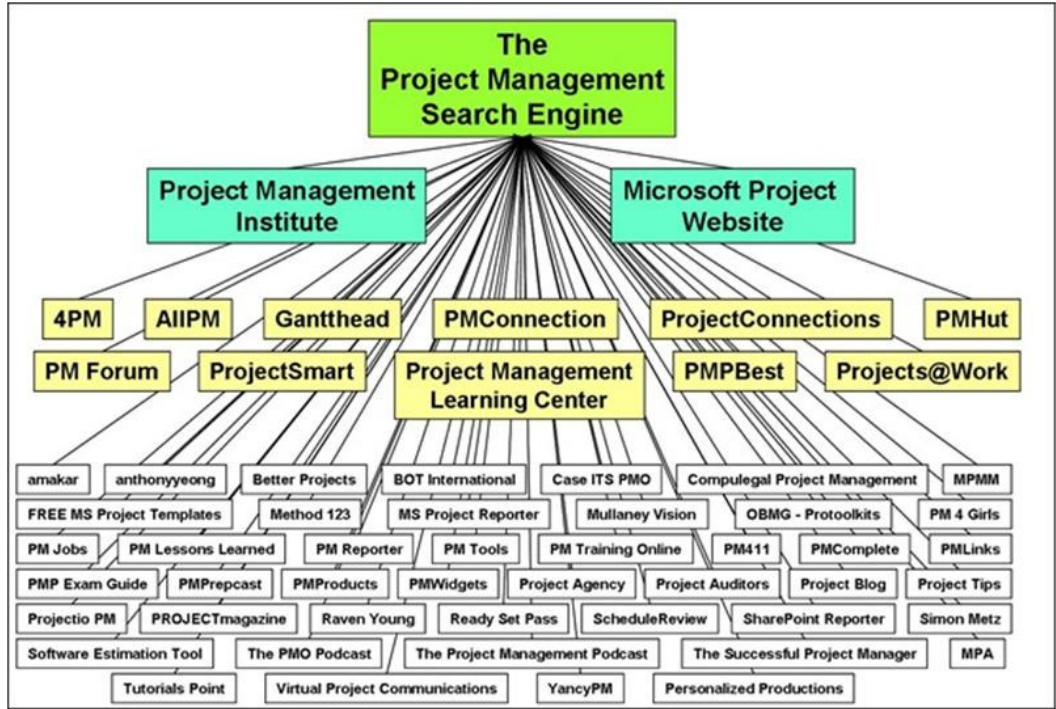 The
Project Management
Search Engine
Project Management
Institute
Microsoft Project
Website
4PM
AllPM
Gantthead
PMConnection
ProjectConnections
PMHut
PM Forum
ProjectSmart
Project Management
Learning Center
PMPBest
Projects@Work
amakar
anthonyyeong
Better Projects
BOT International
Case ITS PMO
Compulegal Project Management
MPMM
FREE MS Project Templates
Method 123
MS Project Reporter
Mullaney Vision
OBMG - Protoolkits
PM 4 Girls
PM Jobs
PM Lessons Learned
PM Reporter
PM Tools
PM Training Online
PM411
PMComplete
PMLinks
PMP Exam Guide
PMPrepcast
PMProducts
PMWidgets
Project Agency
Project Auditors
Project Blog
Project Tips
Projectio PM
PROJECTmagazine
Raven Young
Ready Set Pass
ScheduleReview
SharePoint Reporter
Simon Metz
Software Estimation Tool
The PMO Podcast
The Project Management Podcast
The Successful Project Manager
MPA
Tutorials Point
Virtual Project Communications
YancyPM
Personalized Productions